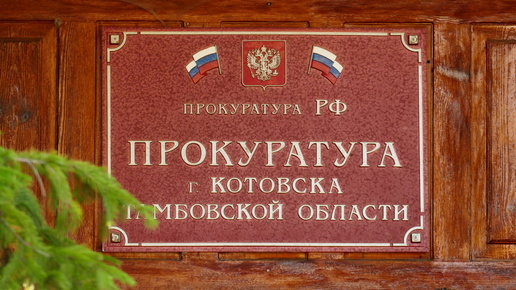 ПРОКУРАТУРА РФ
ПРОКУРАТУРА
г. КОТОВСКА
ТАМБОВСКОЙ ОБЛАСТИ